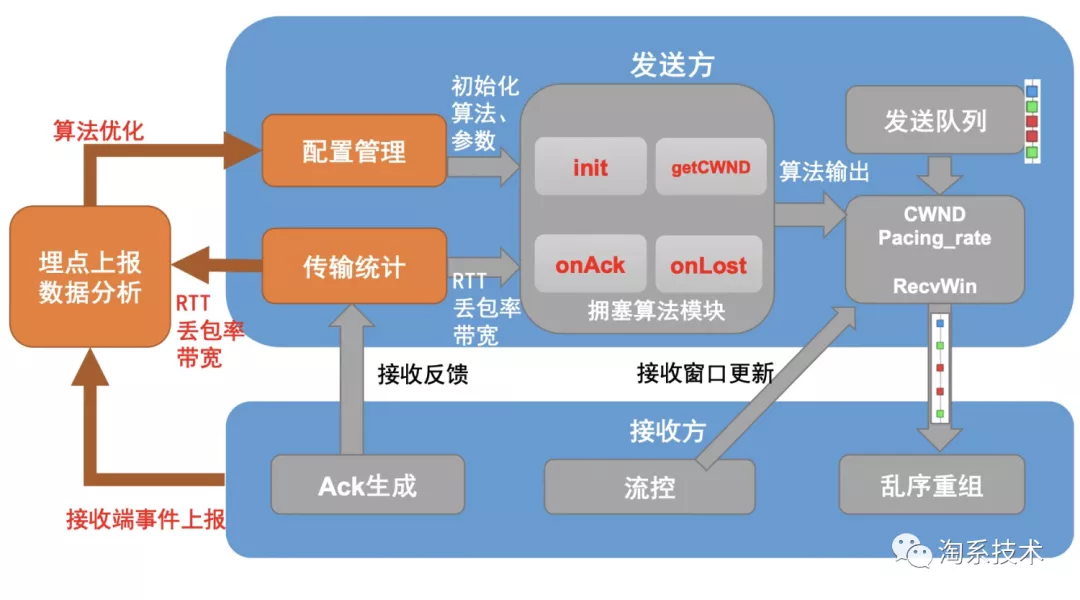 发送方
算法优化
配置管理
初始化
算法、
参数
init
getCWND
onAck
onLost
拥塞算法模块
算法输出
发送队列
CWND
Pacing_rate
RecvWin
埋点上报
数据分析
传输统计
RTT
丢包率
带宽
RTT
丢包率
带宽
接收反馈
接收窗口更新
接收方
Ack生成
流控
乱序重组
接收端事件上报
淘系技术